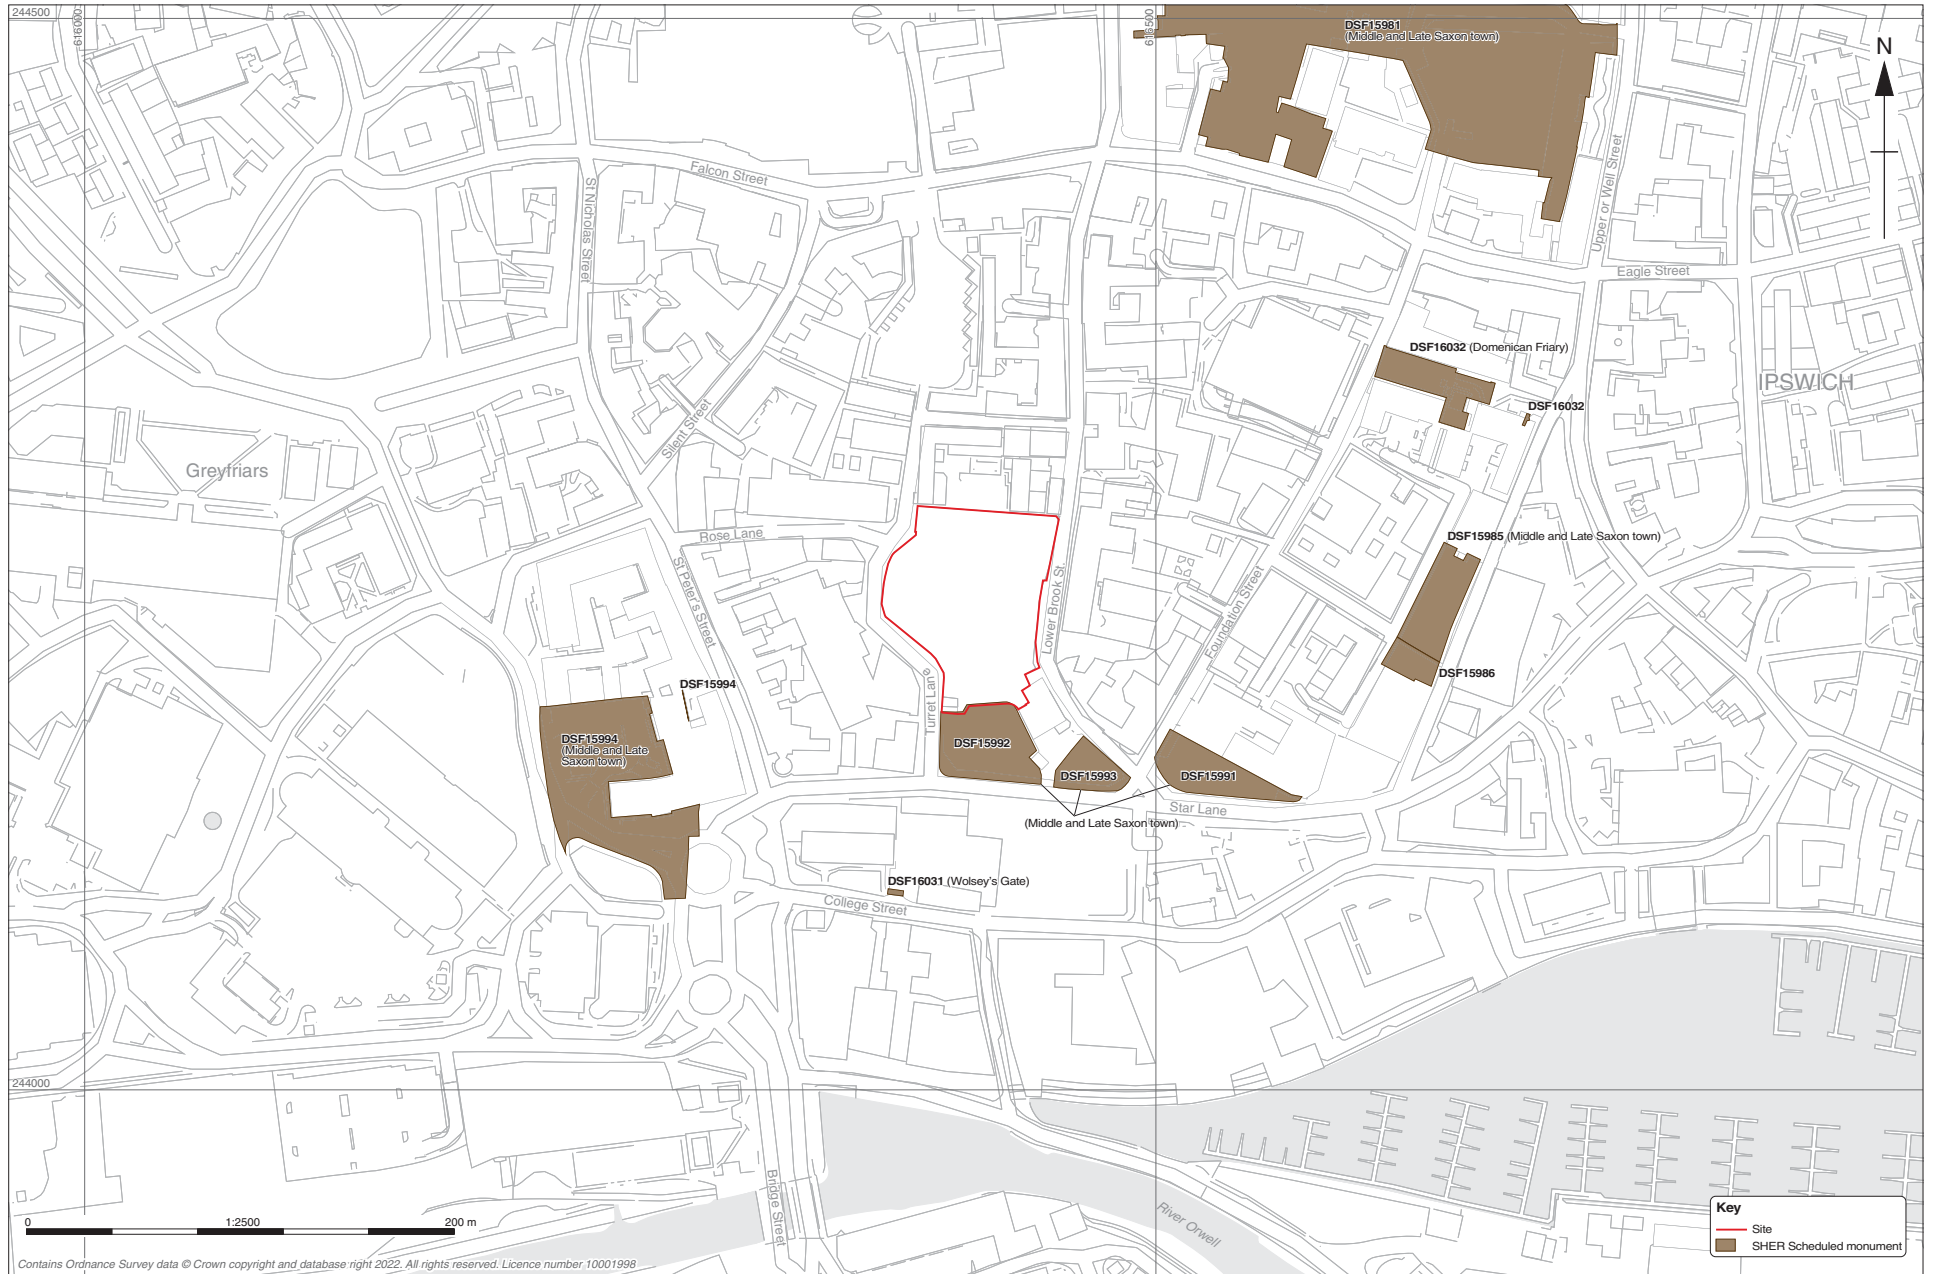 244500
616000
616500
DSF15981
(Middle and Late Saxon town)
N
Falcon Street
St Nicholas Street
Upper or Well Street
Eagle Street
DSF16032 (Domenican Friary)
IPSWICH
DSF16032
Silent Street
Greyfriars
Rose Lane
DSF15985 (Middle and Late Saxon town)
St Peter's Street
Lower Brook St.
Foundation Street
DSF15986
DSF15994
Turret Lane
DSF15994
(Middle and Late
Saxon town)
DSF15992
DSF15993
DSF15991
Star Lane
(Middle and Late Saxon town)
DSF16031 (Wolsey's Gate)
College Street
244000
Bridge Street
River Orwell
Key
Site
SHER Scheduled monument
0 1:2500 200 m
Contains Ordnance Survey data © Crown copyright and database right 2022. All rights reserved. Licence number 10001998